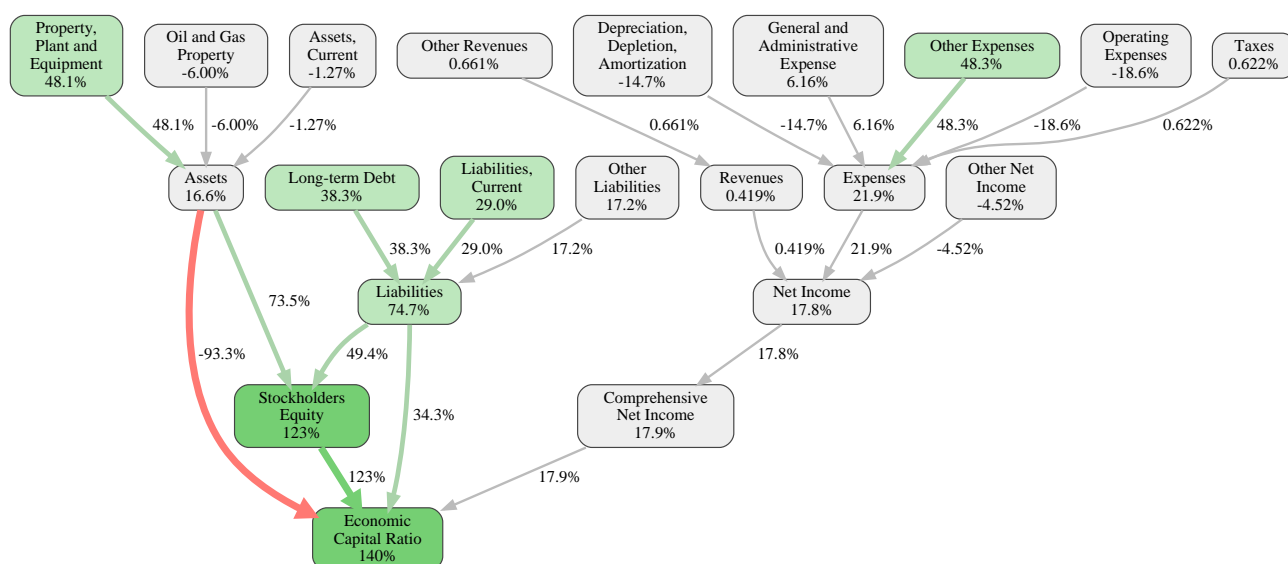 Property,
Plant and
Equipment
48.1%
Oil and Gas
Property
-6.00%
Assets,
Current
-1.27%
Other Revenues
0.661%
Depreciation,
Depletion,
Amortization
-14.7%
General and
Administrative
Expense
6.16%
Other Expenses
48.3%
Operating
Expenses
-18.6%
Taxes
0.622%
48.1%
-6.00%
-1.27%
0.661%
-14.7%
6.16%
48.3%
-18.6%
0.622%
Assets
16.6%
Long-term Debt
38.3%
Liabilities,
Current
29.0%
Other
Liabilities
17.2%
Revenues
0.419%
Expenses
21.9%
Other Net
Income
-4.52%
38.3%
29.0%
17.2%
0.419%
21.9%
-4.52%
73.5%
Liabilities
74.7%
Net Income
17.8%
-93.3%
49.4%
17.8%
Stockholders
Equity
123%
34.3%
Comprehensive
Net Income
17.9%
123%
17.9%
Economic
Capital Ratio
140%